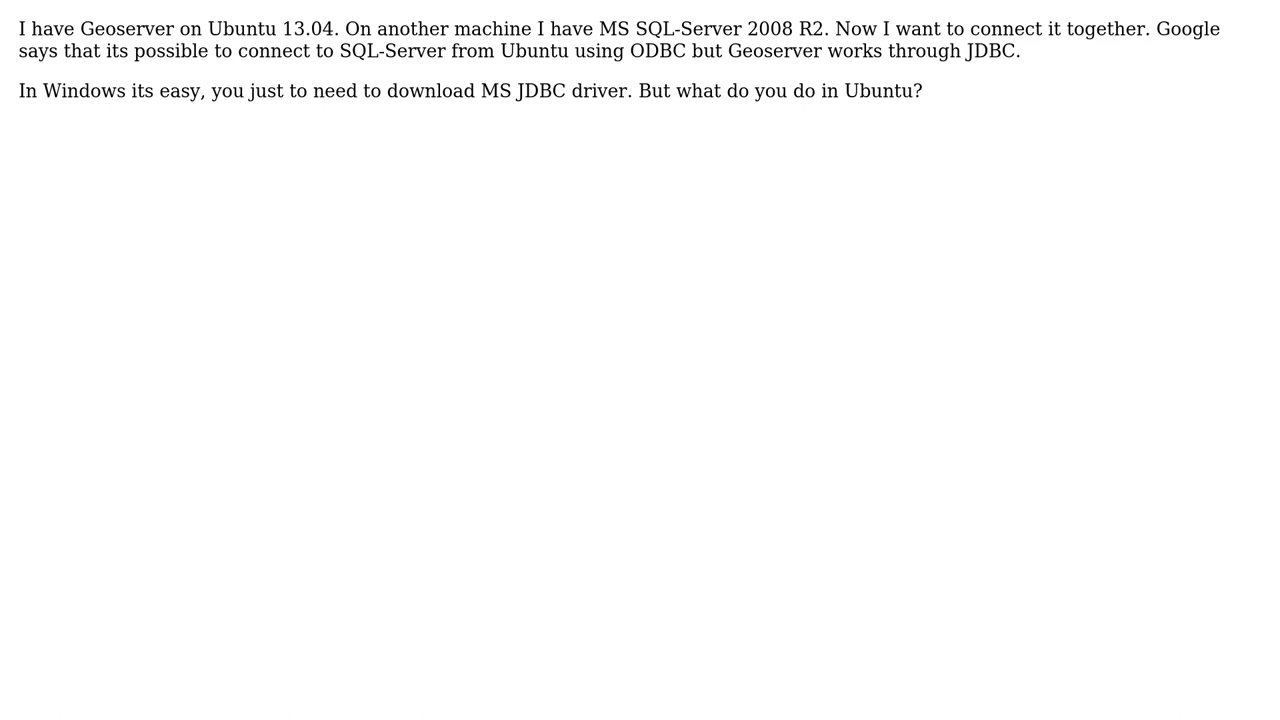 I have Geoserver on Ubuntu 13.04. On another machine I have MS SQL-Server 2008 R2. Now I want to connect it together. Google
says that its possible to connect to SQL-Server from Ubuntu using ODBC but Geoserver works through JDBC.
In Windows its easy, you just to need to download MS JDBC driver. But what do you do in Ubuntu?